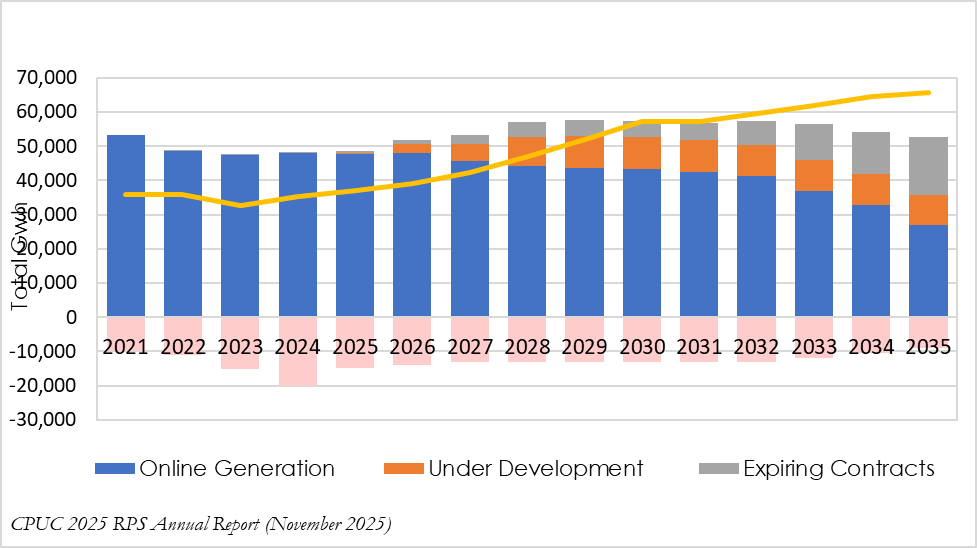 70,000
60,000
50,000
40,000
30,000
20,000
10,000
0
-10,000
-20,000
-30,000
Total Gwh
2021 2022 2023 2024 2025 2026 2027 2028 2029 2030 2031 2032 2033 2034 2035
Online Generation Under Development Expiring Contracts
CPUC 2025 RPS Annual Report (November 2025)